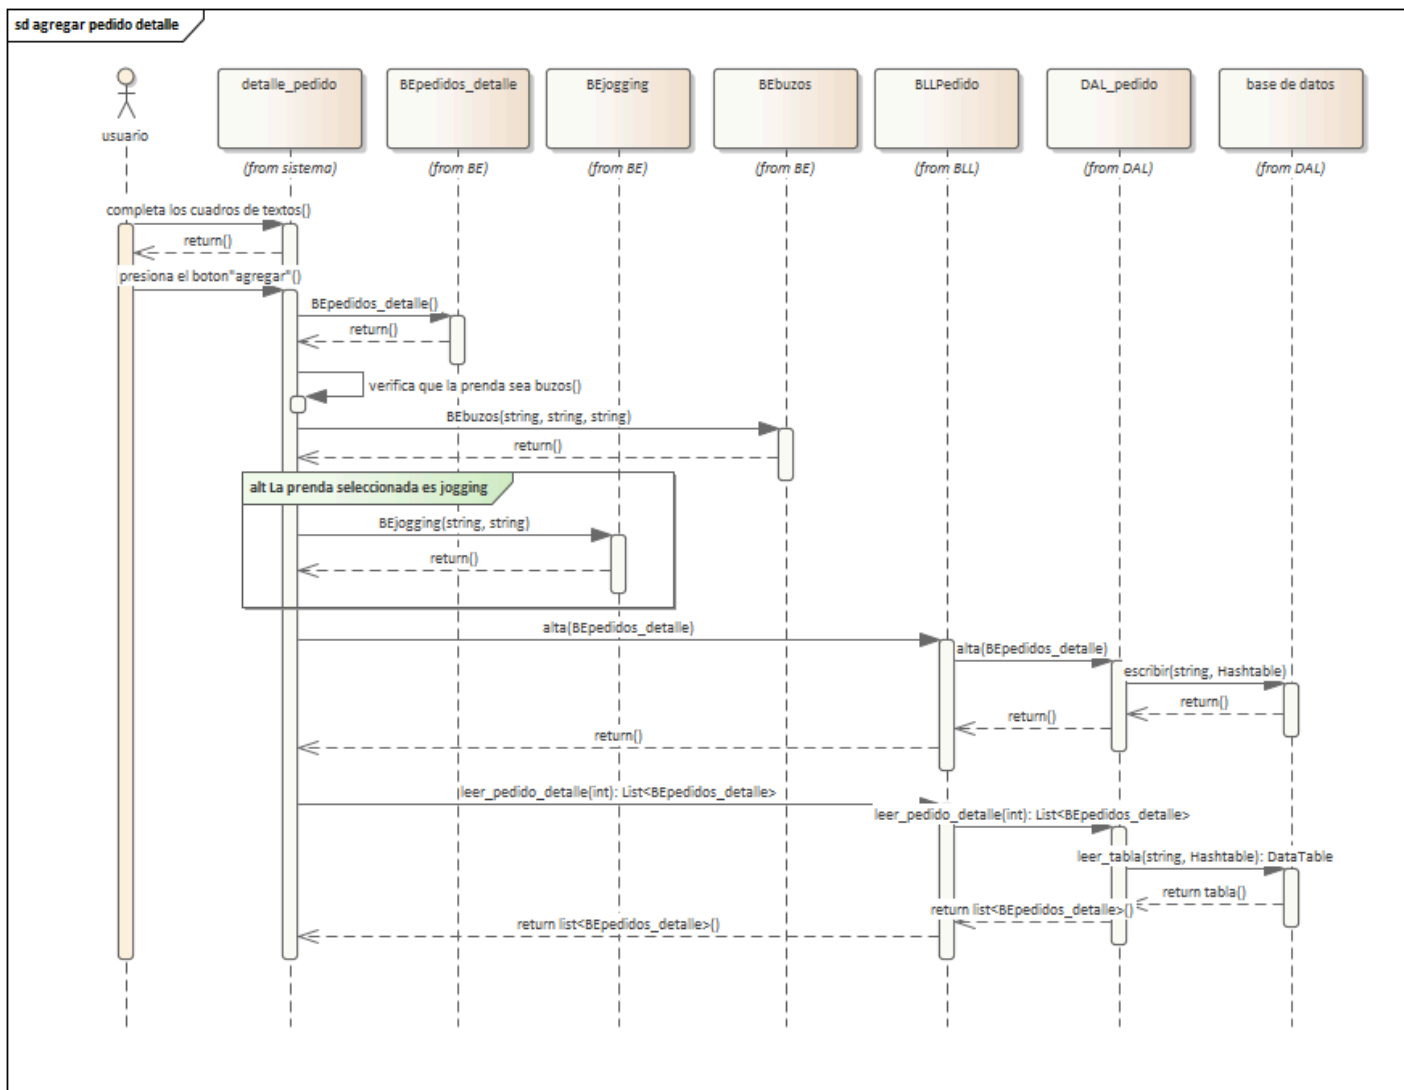 sd agregar pedido detalle
usuario
detalle_pedido
BEpedidos_detalle
BEjogging
BEbuzos
BLLPedido
DAL_pedido
base de datos
(from sistema)
(from BE)
(from BE)
(from BE)
(from BLL)
(from DAL)
(from DAL)
completa los cuadros de textos()
return()
presiona el boton"agregar"()
BEpedidos_detalle()
return()
verifica que la prenda sea buzos()
BEbuzos(string, string, string)
return()
alt La prenda seleccionada es jogging
BEjogging(string, string)
return()
alta(BEpedidos_detalle)
alta(BEpedidos_detalle)
escribir(string, Hashtable)
return()
return()
return()
leer_pedido_detalle(int): List<BEpedidos_detalle>
leer_pedido_detalle(int): List<BEpedidos_detalle>
leer_tabla(string, Hashtable): DataTable
return tabla()
return list<BEpedidos_detalle>()
return list<BEpedidos_detalle>()